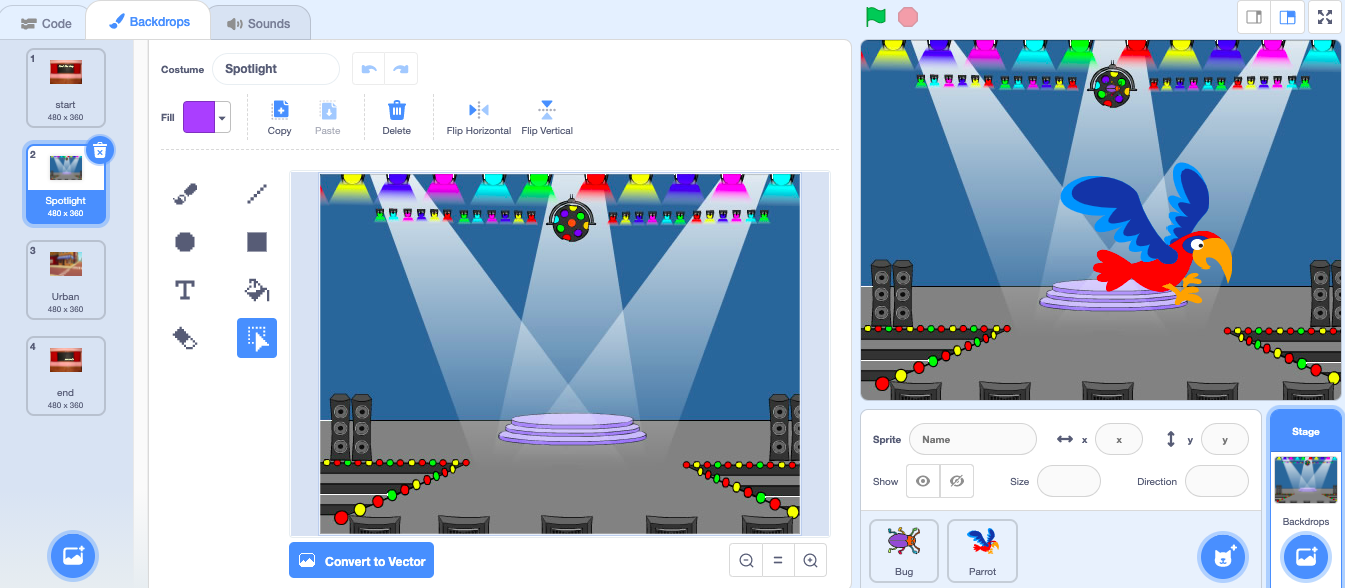 Code
Backdrops
Sounds
1
start
480 x 360
2
Spotlight
480 x 360
3
Urban
480 x 360
4
end
480 x 360
Costume
Spotlight
Fill
Copy
Paste
Delete
Flip Horizontal
Flip Vertical
T
Convert to Vector
=
Sprite
Name
x
x
y
y
Show
Size
Direction
Bug
Parrot
Stage
Backdrops